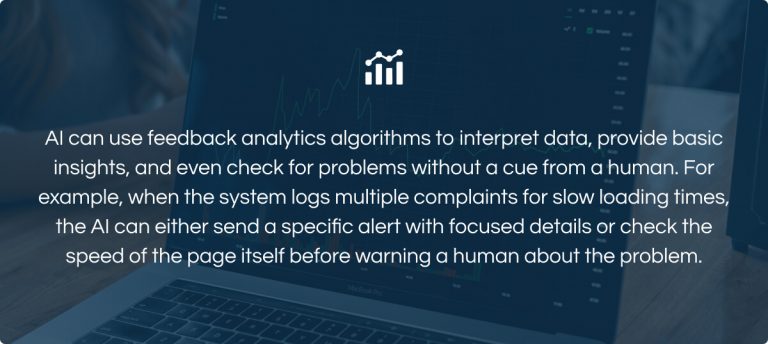 AI can use feedback analytics algorithms to interpret data, provide basic
insights, and even check for problems without a cue from a human. For
example, when the system logs multiple complaints for slow loading times,
the AI can either send a specific alert with focused details or check the
speed of the page itself before warning a human about the problem.
MacBook Pro